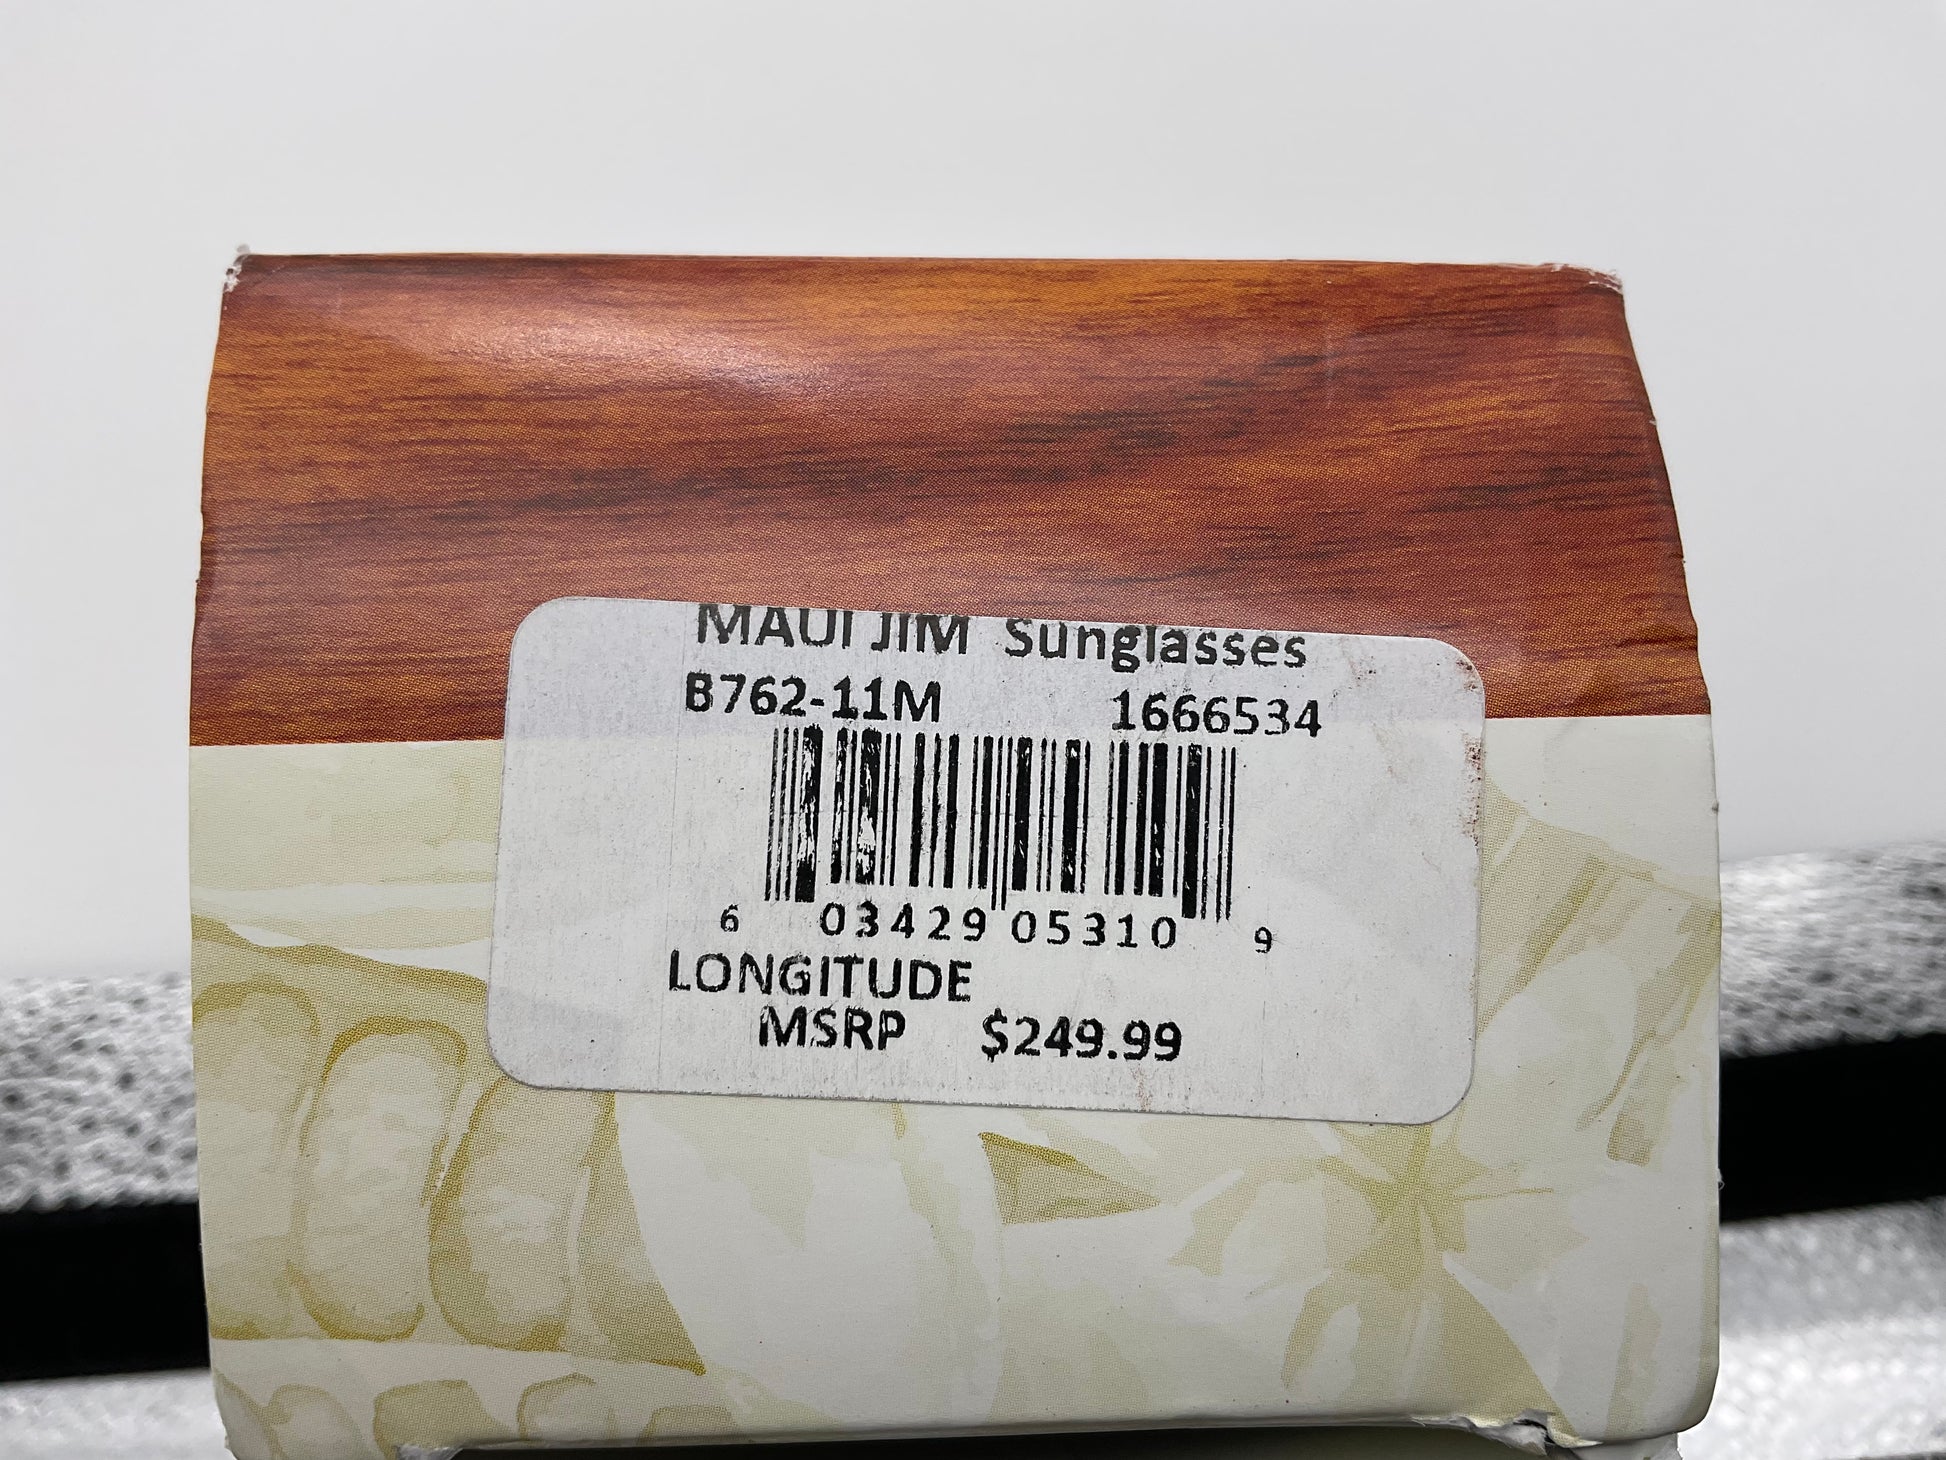 MAUI JIM Sunglasses
B762-11M 1666534
6 03429 05310 9
LONGITUDE
MSRP $249.99